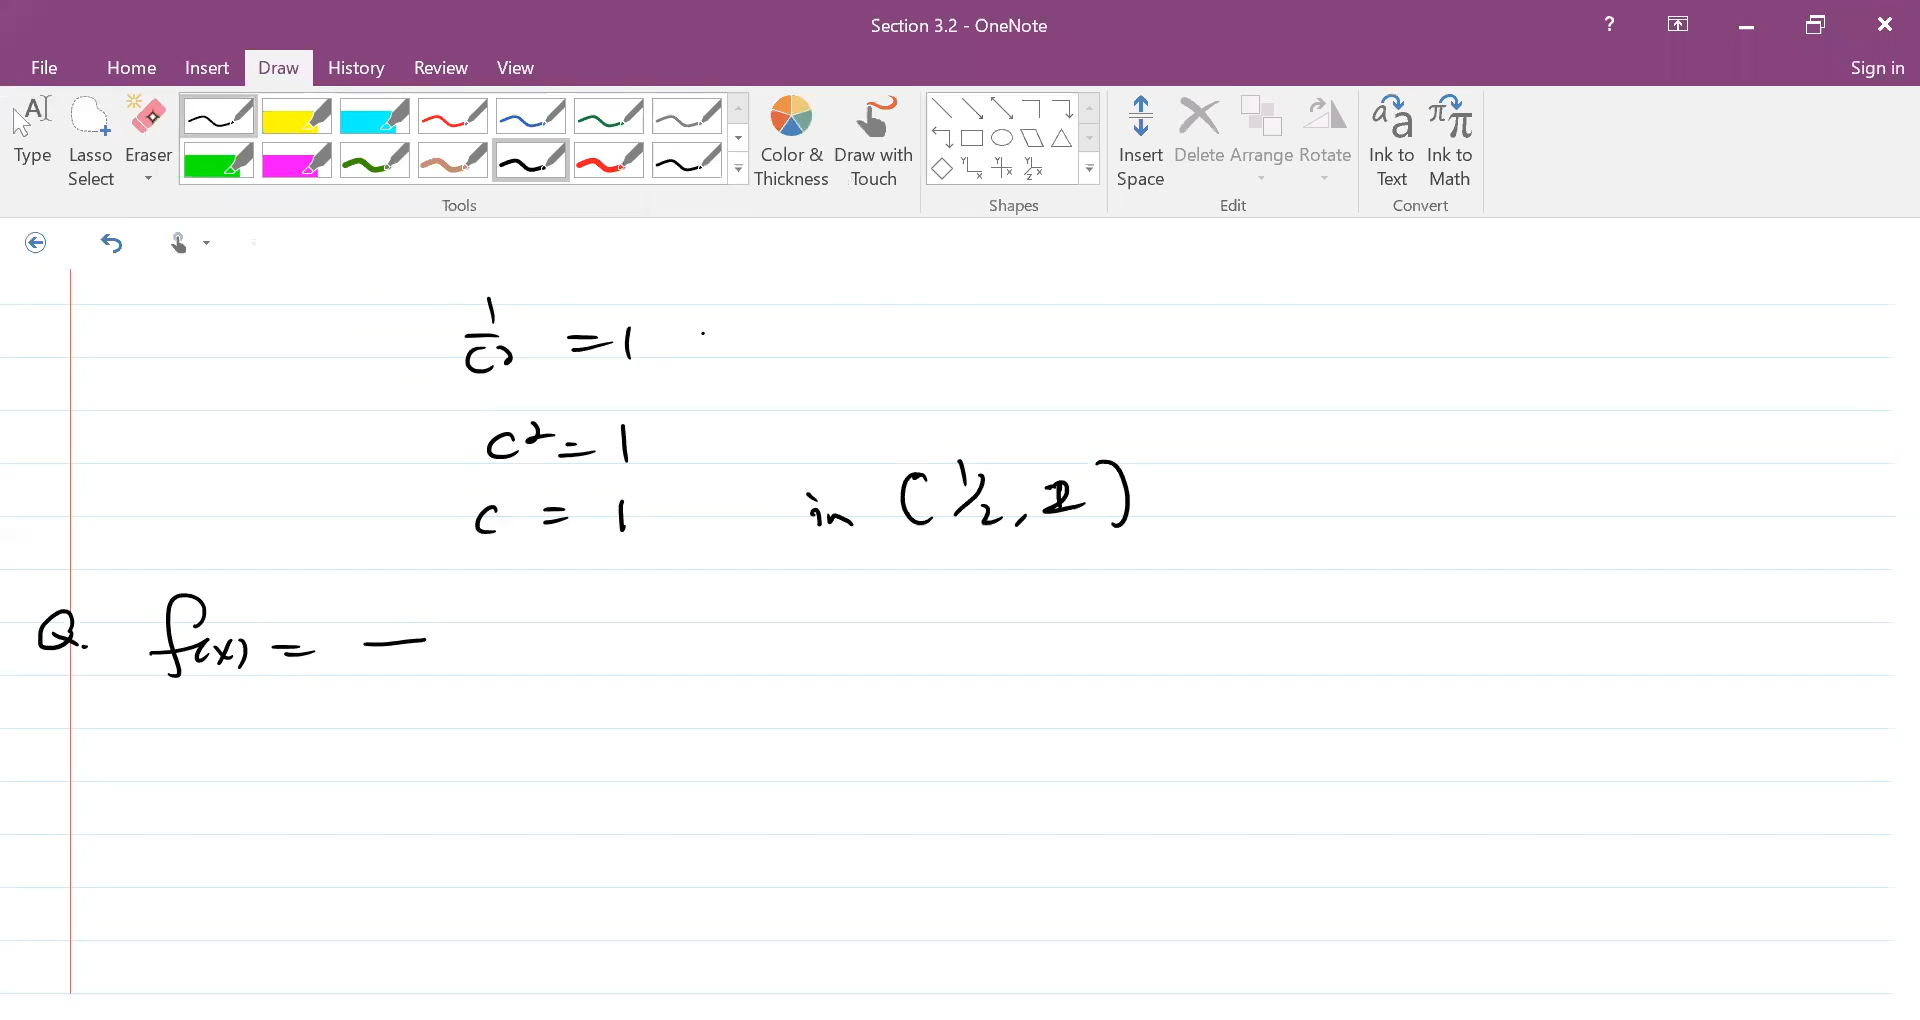 Section 3.2 - OneNote
?
File Home Insert Draw History Review View Sign in
Type Lasso Select Eraser Color & Thickness Draw with Touch Insert Space Delete Arrange Rotate Ink to Text Ink to Math
Tools Shapes Edit Convert
1/c² = 1
c² = 1
c = 1 in (1/2, 2)
Q. f(x) = —